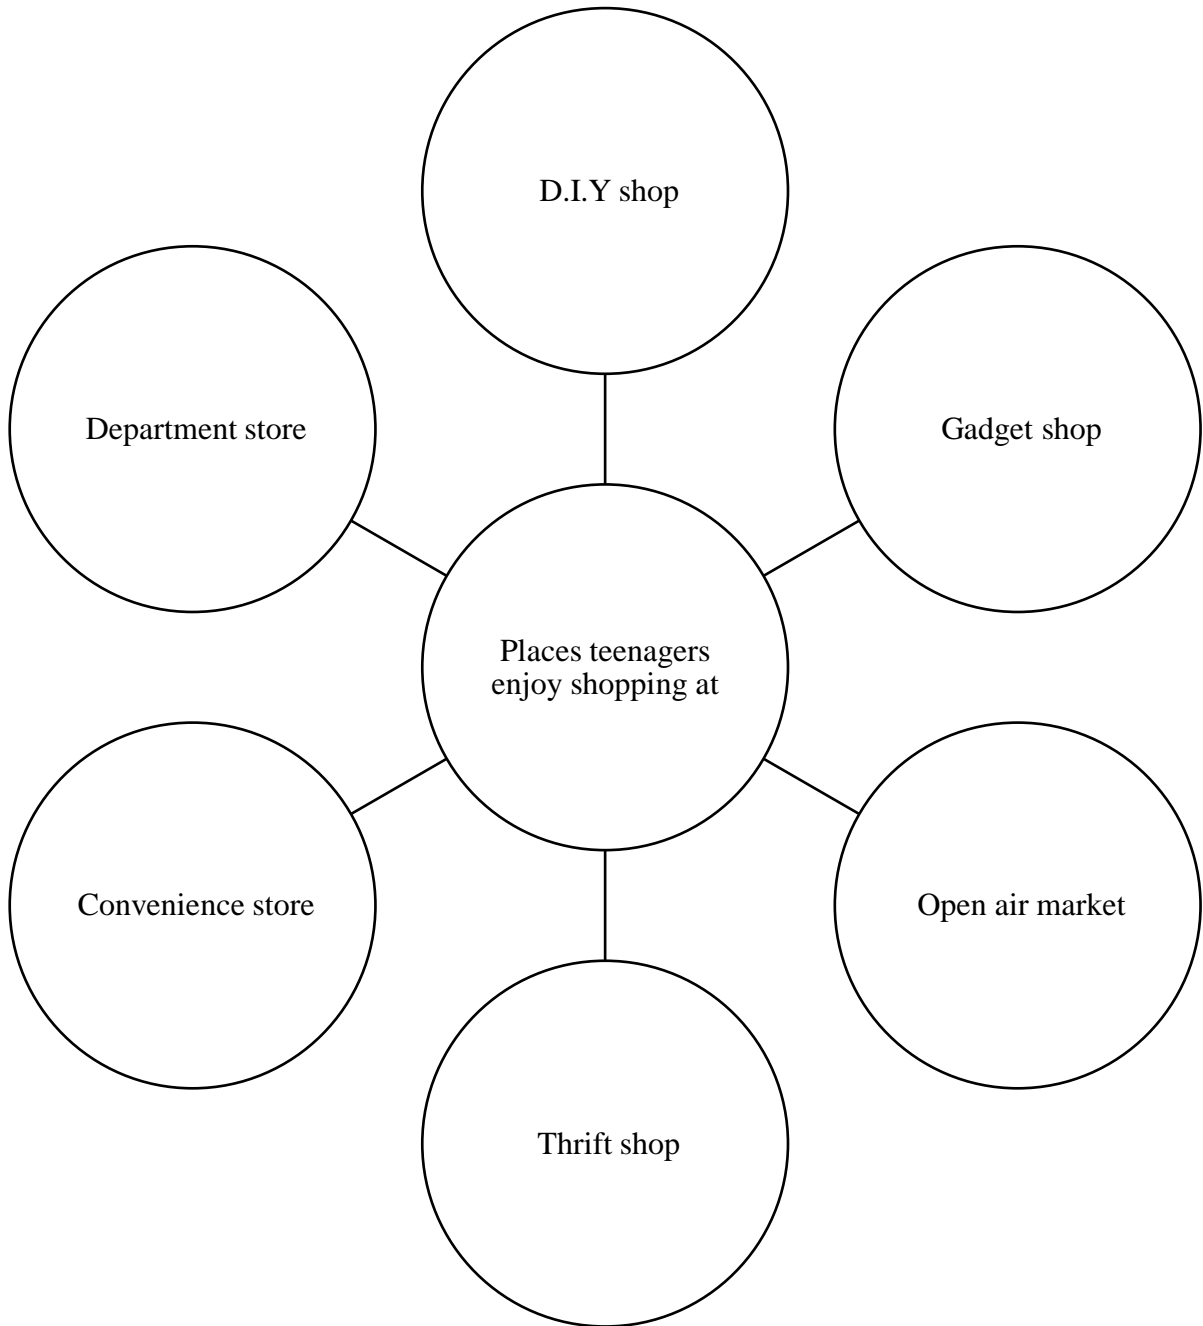 D.I.Y shop
Department store
Gadget shop
Places teenagers
enjoy shopping at
Convenience store
Open air market
Thrift shop